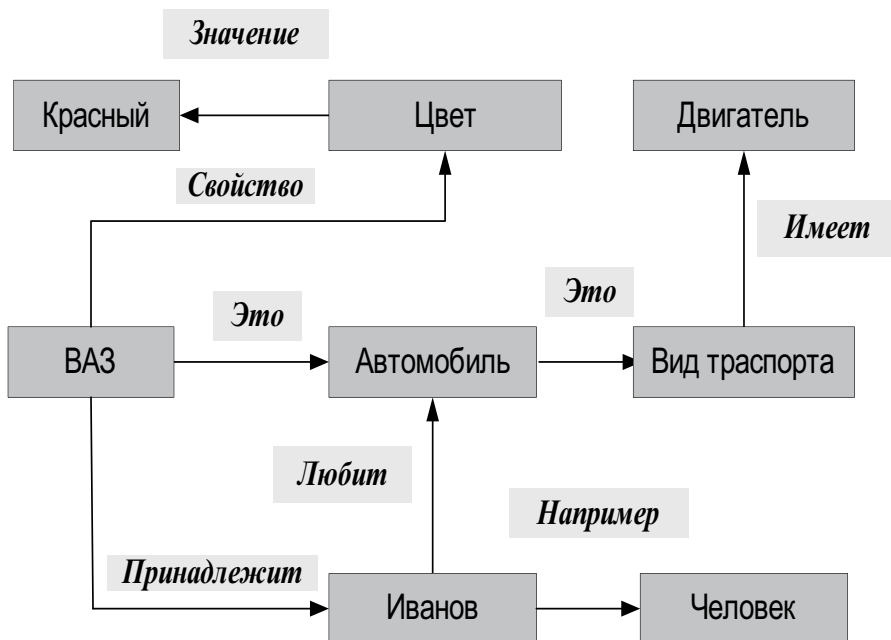 Значение
Красный
Цвет
Двигатель
Свойство
Имеет
Это
Это
ВАЗ
Автомобиль
Вид траспорта
Любит
Например
Принадлежит
Иванов
Человек